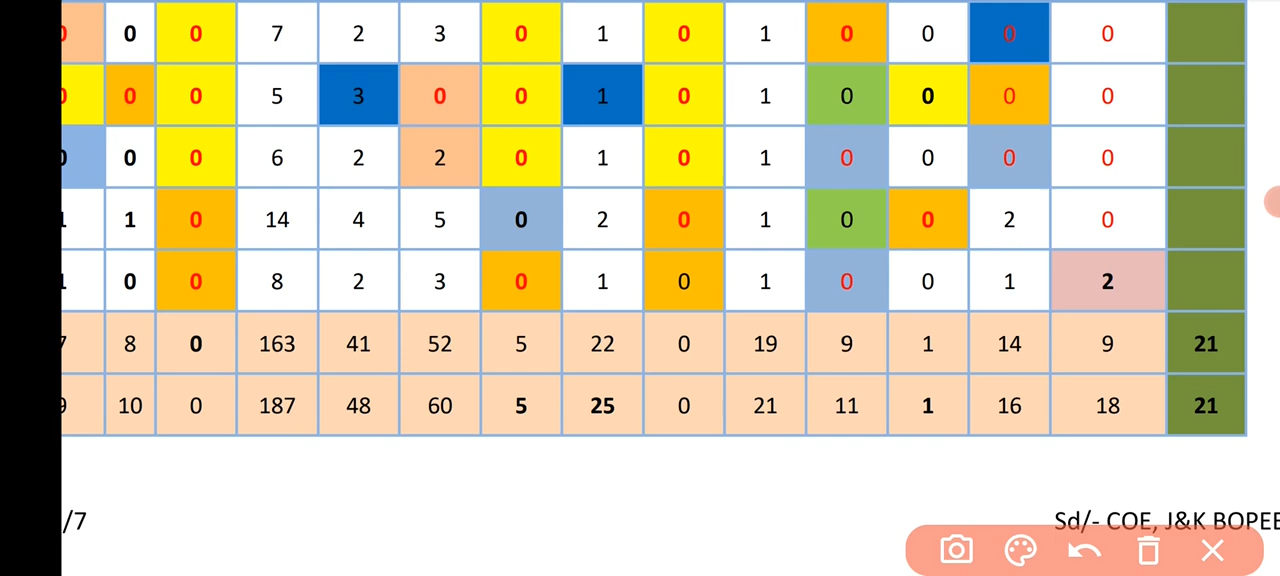 0 0 7 2 3 0 1 0 1 0 0 0 0
0 0 5 3 0 0 1 0 1 0 0 0 0
0 0 6 2 2 0 1 0 1 0 0 0 0
1 0 14 4 5 0 2 0 1 0 0 2 0
0 0 8 2 3 0 1 0 1 0 0 1 2
8 0 163 41 52 5 22 0 19 9 1 14 9 21
10 0 187 48 60 5 25 0 21 11 1 16 18 21
/7 Sd/- COE, J&K BOPEE